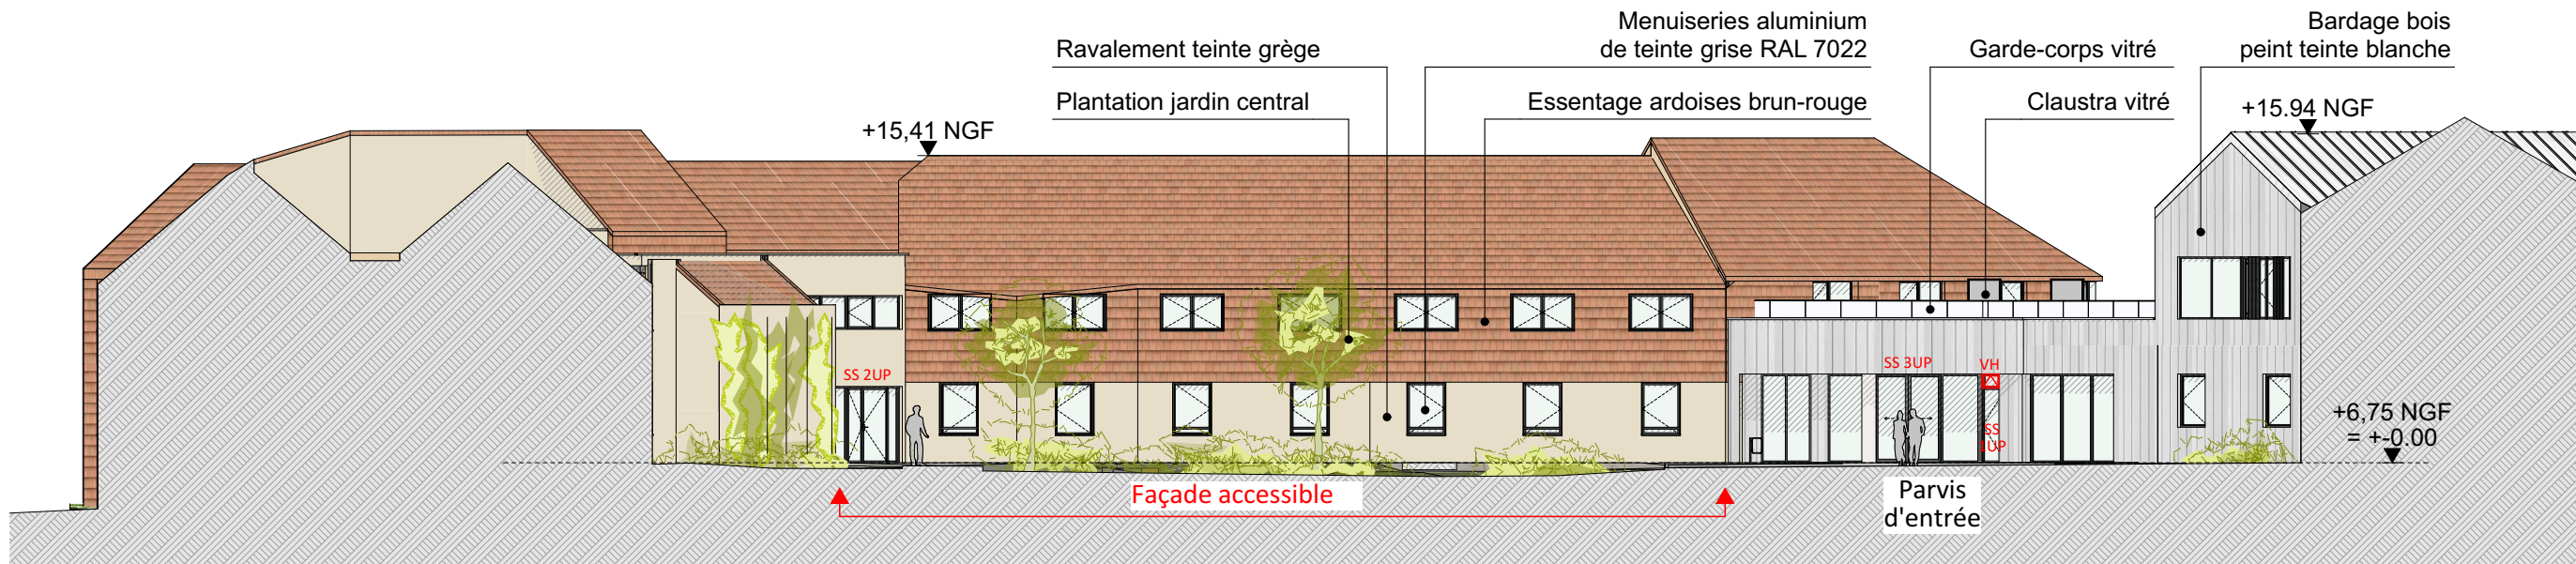 Ravalement teinte grège
Plantation jardin central
Menuiseries aluminium
de teinte grise RAL 7022
Essentage ardoises brun-rouge
Garde-corps vitré
Claustra vitré
Bardage bois
peint teinte blanche
+15,41 NGF
+15.94 NGF
SS 2UP
SS 3UP
VH
SS
1UP
+6,75 NGF
= +-0.00
Façade accessible
Parvis
d'entrée